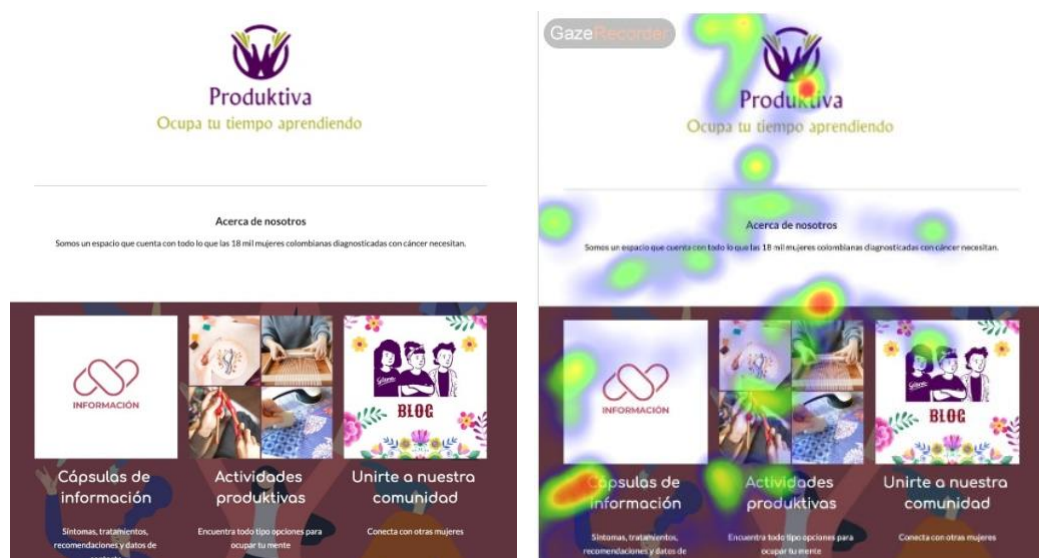 Produktiva
Ocupa tu tiempo aprendiendo
Acerca de nosotros
Somos un espacio que cuenta con todo lo que las 18 mil mujeres colombianas diagnosticadas con cáncer necesitan.
INFORMACIÓN
BLOG
Cápsulas de
información
Síntomas, tratamientos,
recomendaciones y datos de
Actividades
produktivas
Encuentra todo tipo opciones para
ocupar tu mente
Unirte a nuestra
comunidad
Conecta con otras mujeres
GazeRecorder
Produktiva
Ocupa tu tiempo aprendiendo
Acerca de nosotros
Somos un espacio que cuenta con todo lo que las 18 mil mujeres colombianas diagnosticadas con cáncer necesitan.
INFORMACIÓN
BLOG
Cápsulas de
información
Síntomas, tratamientos,
recomendaciones y datos de
Actividades
produktivas
Encuentra todo tipo opciones para
ocupar tu mente
Unirte a nuestra
comunidad
Conecta con otras mujeres